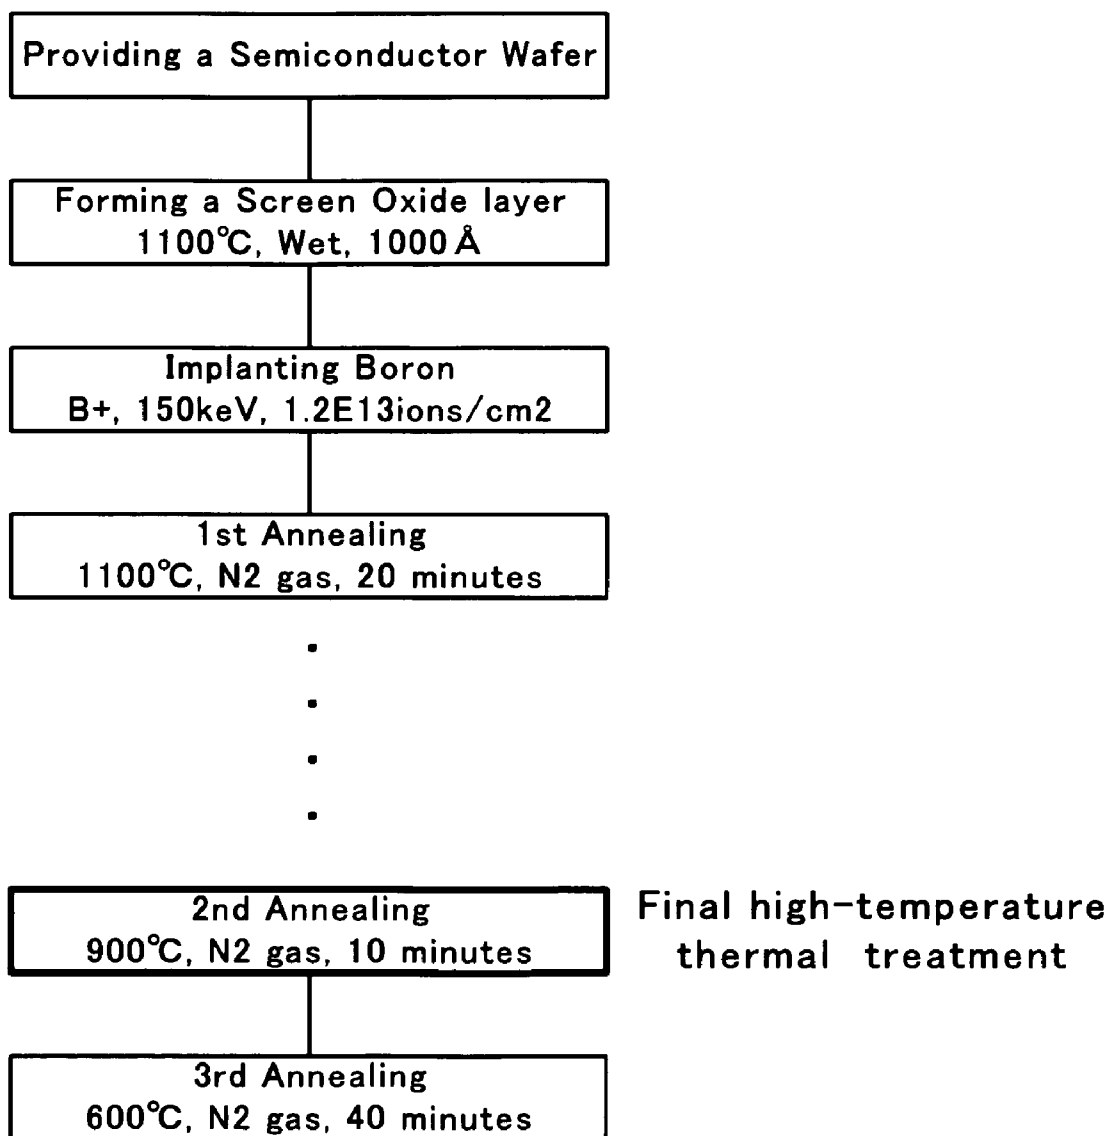 Providing a Semiconductor Wafer
Forming a Screen Oxide layer
1100℃, Wet, 1000Å
Implanting Boron
B+, 150keV, 1.2E13ions/cm2
1st Annealing
1100℃, N2 gas, 20 minutes
2nd Annealing
900℃, N2 gas, 10 minutes
Final high-temperature
thermal treatment
3rd Annealing
600℃, N2 gas, 40 minutes